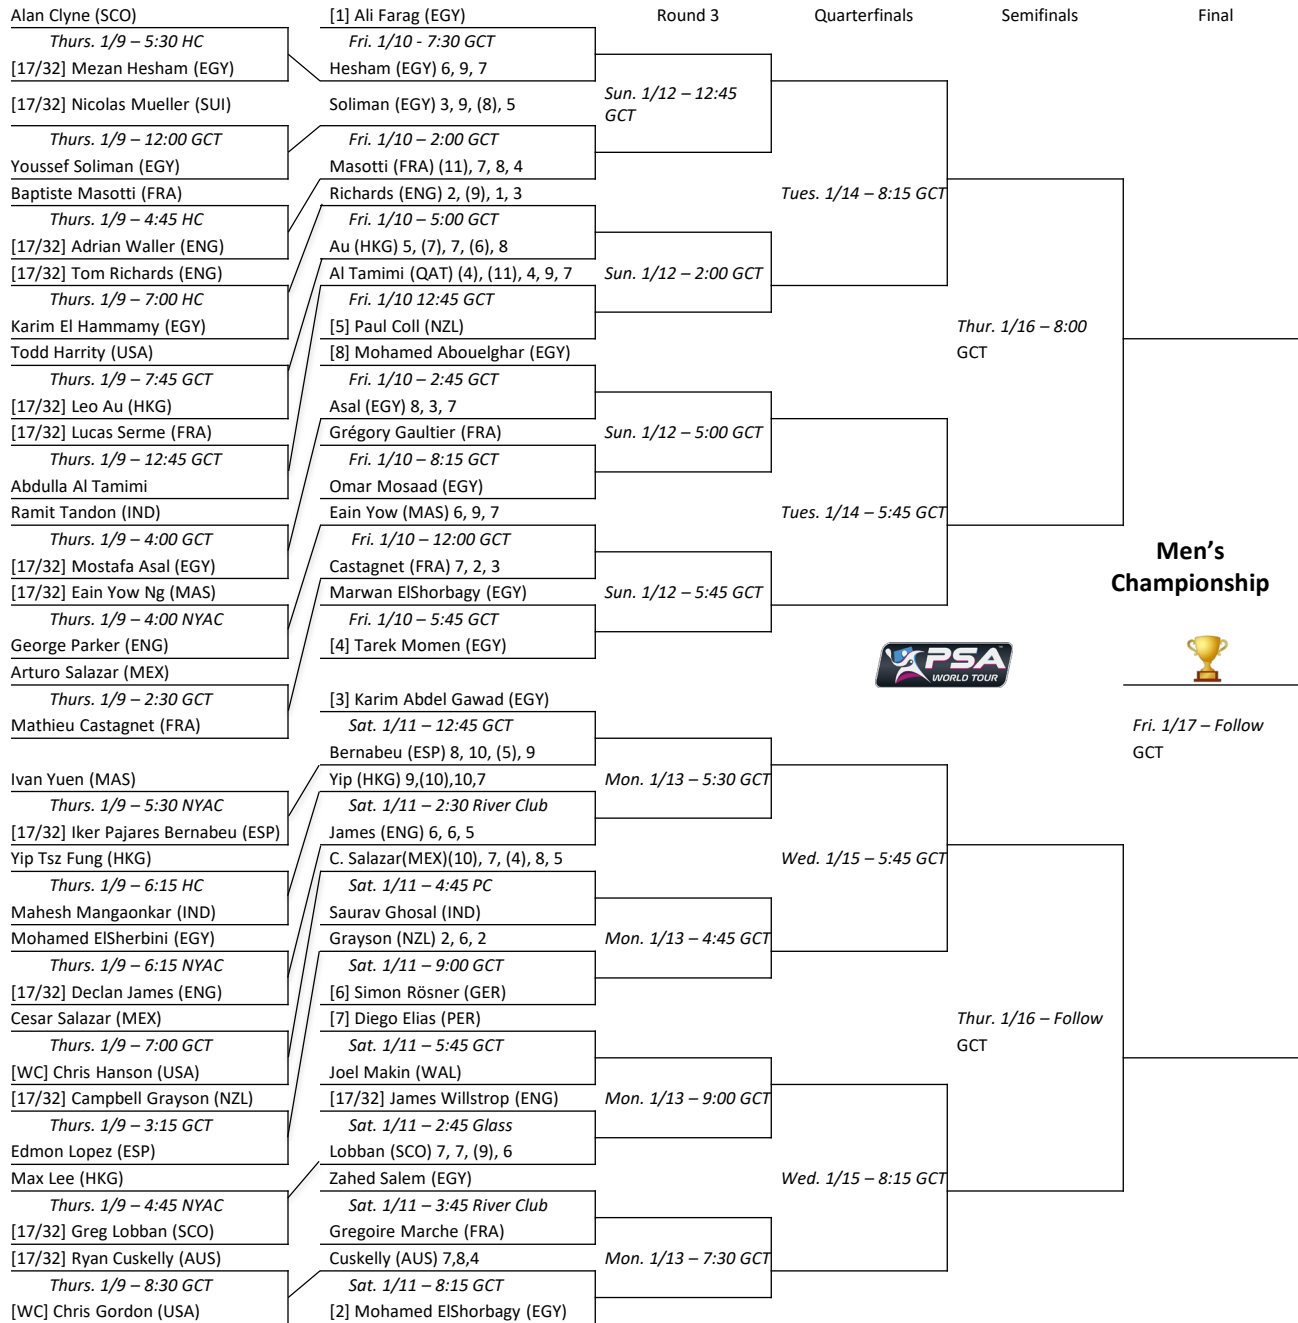 Alan Clyne (SCO)
Thurs. 1/9 – 5:30 HC
[17/32] Mezan Hesham (EGY)
[17/32] Nicolas Mueller (SUI)
Thurs. 1/9 – 12:00 GCT
Youssef Soliman (EGY)
Baptiste Masotti (FRA)
Thurs. 1/9 – 4:45 HC
[17/32] Adrian Waller (ENG)
[17/32] Tom Richards (ENG)
Thurs. 1/9 – 7:00 HC
Karim El Hammamy (EGY)
Todd Harrity (USA)
Thurs. 1/9 – 7:45 GCT
[17/32] Leo Au (HKG)
[17/32] Lucas Serme (FRA)
Thurs. 1/9 – 12:45 GCT
Abdulla Al Tamimi
Ramit Tandon (IND)
Thurs. 1/9 – 4:00 GCT
[17/32] Mostafa Asal (EGY)
[17/32] Eain Yow Ng (MAS)
Thurs. 1/9 – 4:00 NYAC
George Parker (ENG)
Arturo Salazar (MEX)
Thurs. 1/9 – 2:30 GCT
Mathieu Castagnet (FRA)
Ivan Yuen (MAS)
Thurs. 1/9 – 5:30 NYAC
[17/32] Iker Pajares Bernabeu (ESP)
Yip Tsz Fung (HKG)
Thurs. 1/9 – 6:15 HC
Mahesh Mangaonkar (IND)
Mohamed ElSherbini (EGY)
Thurs. 1/9 – 6:15 NYAC
[17/32] Declan James (ENG)
Cesar Salazar (MEX)
Thurs. 1/9 – 7:00 GCT
[WC] Chris Hanson (USA)
[17/32] Campbell Grayson (NZL)
Thurs. 1/9 – 3:15 GCT
Edmon Lopez (ESP)
Max Lee (HKG)
Thurs. 1/9 – 4:45 NYAC
[17/32] Greg Lobban (SCO)
[17/32] Ryan Cuskelly (AUS)
Thurs. 1/9 – 8:30 GCT
[WC] Chris Gordon (USA)
[1] Ali Farag (EGY)
Fri. 1/10 - 7:30 GCT
Hesham (EGY) 6, 9, 7
Soliman (EGY) 3, 9, (8), 5
Fri. 1/10 – 2:00 GCT
Masotti (FRA) (11), 7, 8, 4
Richards (ENG) 2, (9), 1, 3
Fri. 1/10 – 5:00 GCT
Au (HKG) 5, (7), 7, (6), 8
Al Tamimi (QAT) (4), (11), 4, 9, 7
Fri. 1/10 12:45 GCT
[5] Paul Coll (NZL)
[8] Mohamed Abouelghar (EGY)
Fri. 1/10 – 2:45 GCT
Asal (EGY) 8, 3, 7
Grégory Gaultier (FRA)
Fri. 1/10 – 8:15 GCT
Omar Mosaad (EGY)
Eain Yow (MAS) 6, 9, 7
Fri. 1/10 – 12:00 GCT
Castagnet (FRA) 7, 2, 3
Marwan ElShorbagy (EGY)
Fri. 1/10 – 5:45 GCT
[4] Tarek Momen (EGY)
[3] Karim Abdel Gawad (EGY)
Sat. 1/11 – 12:45 GCT
Bernabeu (ESP) 8, 10, (5), 9
Yip (HKG) 9,(10),10,7
Sat. 1/11 – 2:30 River Club
James (ENG) 6, 6, 5
C. Salazar(MEX)(10), 7, (4), 8, 5
Sat. 1/11 – 4:45 PC
Saurav Ghosal (IND)
Grayson (NZL) 2, 6, 2
Sat. 1/11 – 9:00 GCT
[6] Simon Rösner (GER)
[7] Diego Elias (PER)
Sat. 1/11 – 5:45 GCT
Joel Makin (WAL)
[17/32] James Willstrop (ENG)
Sat. 1/11 – 2:45 Glass
Lobban (SCO) 7, 7, (9), 6
Zahed Salem (EGY)
Sat. 1/11 – 3:45 River Club
Gregoire Marche (FRA)
Cuskelly (AUS) 7,8,4
Sat. 1/11 – 8:15 GCT
[2] Mohamed ElShorbagy (EGY)
Round 3
Sun. 1/12 – 12:45
GCT
Sun. 1/12 – 2:00 GCT
Sun. 1/12 – 5:00 GCT
Sun. 1/12 – 5:45 GCT
Mon. 1/13 – 5:30 GCT
Mon. 1/13 – 4:45 GCT
Mon. 1/13 – 9:00 GCT
Mon. 1/13 – 7:30 GCT
Quarterfinals
Tues. 1/14 – 8:15 GCT
Tues. 1/14 – 5:45 GCT
Wed. 1/15 – 5:45 GCT
Wed. 1/15 – 8:15 GCT
Semifinals
Thur. 1/16 – 8:00
GCT
PSA
WORLD TOUR
Thur. 1/16 – Follow
GCT
Final
Men's
Championship
Fri. 1/17 – Follow
GCT